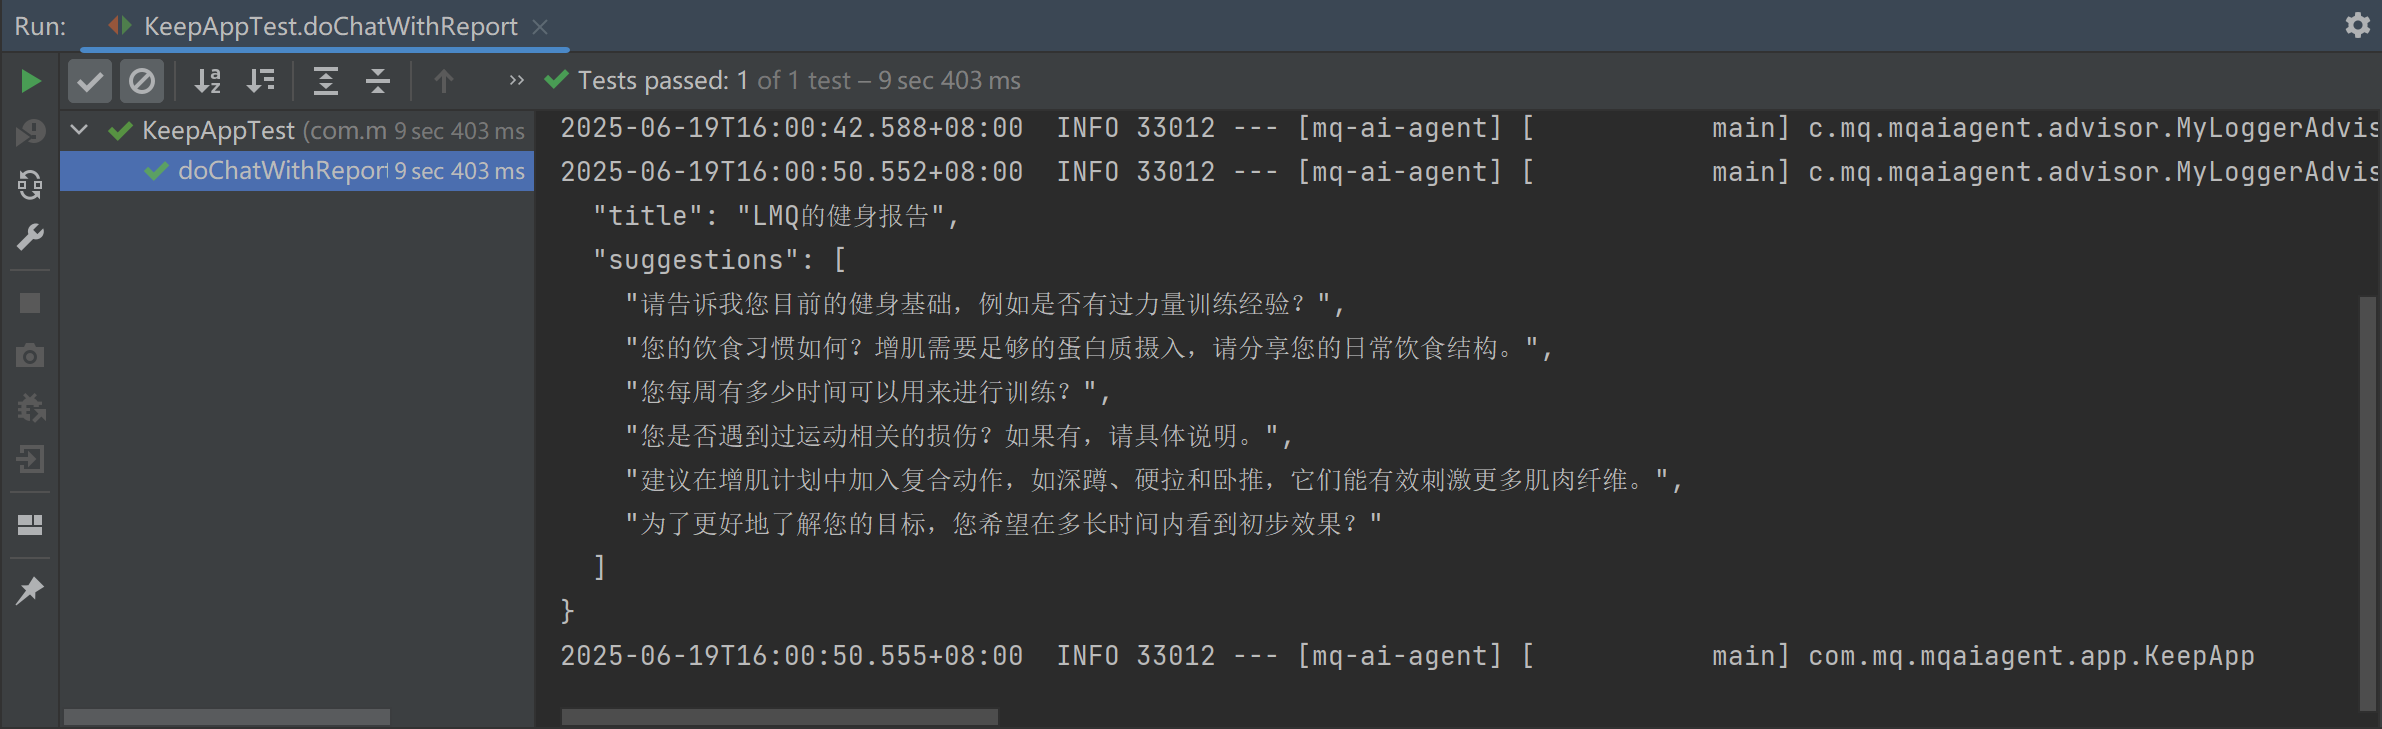 Run: KeepAppTest.doChatWithReport
Tests passed: 1 of 1 test – 9 sec 403 ms
KeepAppTest (com.m 9 sec 403 ms
doChatWithRepor 9 sec 403 ms
2025-06-19T16:00:42.588+08:00  INFO 33012 --- [mq-ai-agent] [           main] c.mq.mqaiagent.advisor.MyLoggerAdvis
2025-06-19T16:00:50.552+08:00  INFO 33012 --- [mq-ai-agent] [           main] c.mq.mqaiagent.advisor.MyLoggerAdvis
  "title": "LMQ的健身报告",
  "suggestions": [
    "请告诉我您目前的健身基础，例如是否有过力量训练经验？",
    "您的饮食习惯如何？增肌需要足够的蛋白质摄入，请分享您的日常饮食结构。",
    "您每周有多少时间可以用来进行训练？",
    "您是否遇到过运动相关的损伤？如果有，请具体说明。",
    "建议在增肌计划中加入复合动作，如深蹲、硬拉和卧推，它们能有效刺激更多肌肉纤维。",
    "为了更好地了解您的目标，您希望在多长时间内看到初步效果？"
  ]
}
2025-06-19T16:00:50.555+08:00  INFO 33012 --- [mq-ai-agent] [           main] com.mq.mqaiagent.app.KeepApp